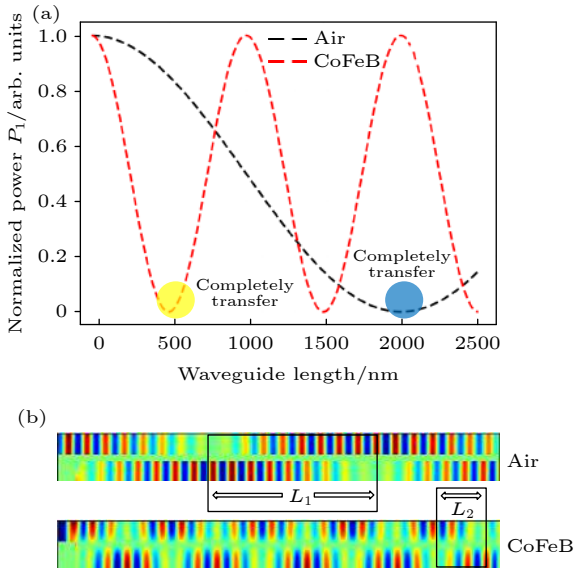 (a)
Normalized power P₁/arb. units
1.0
0.8
0.6
0.4
0.2
0
Air
CoFeB
Completely
transfer
Completely
transfer
0
500
1000
1500
2000
2500
Waveguide length/nm
(b)
Air
L₁
L₂
CoFeB